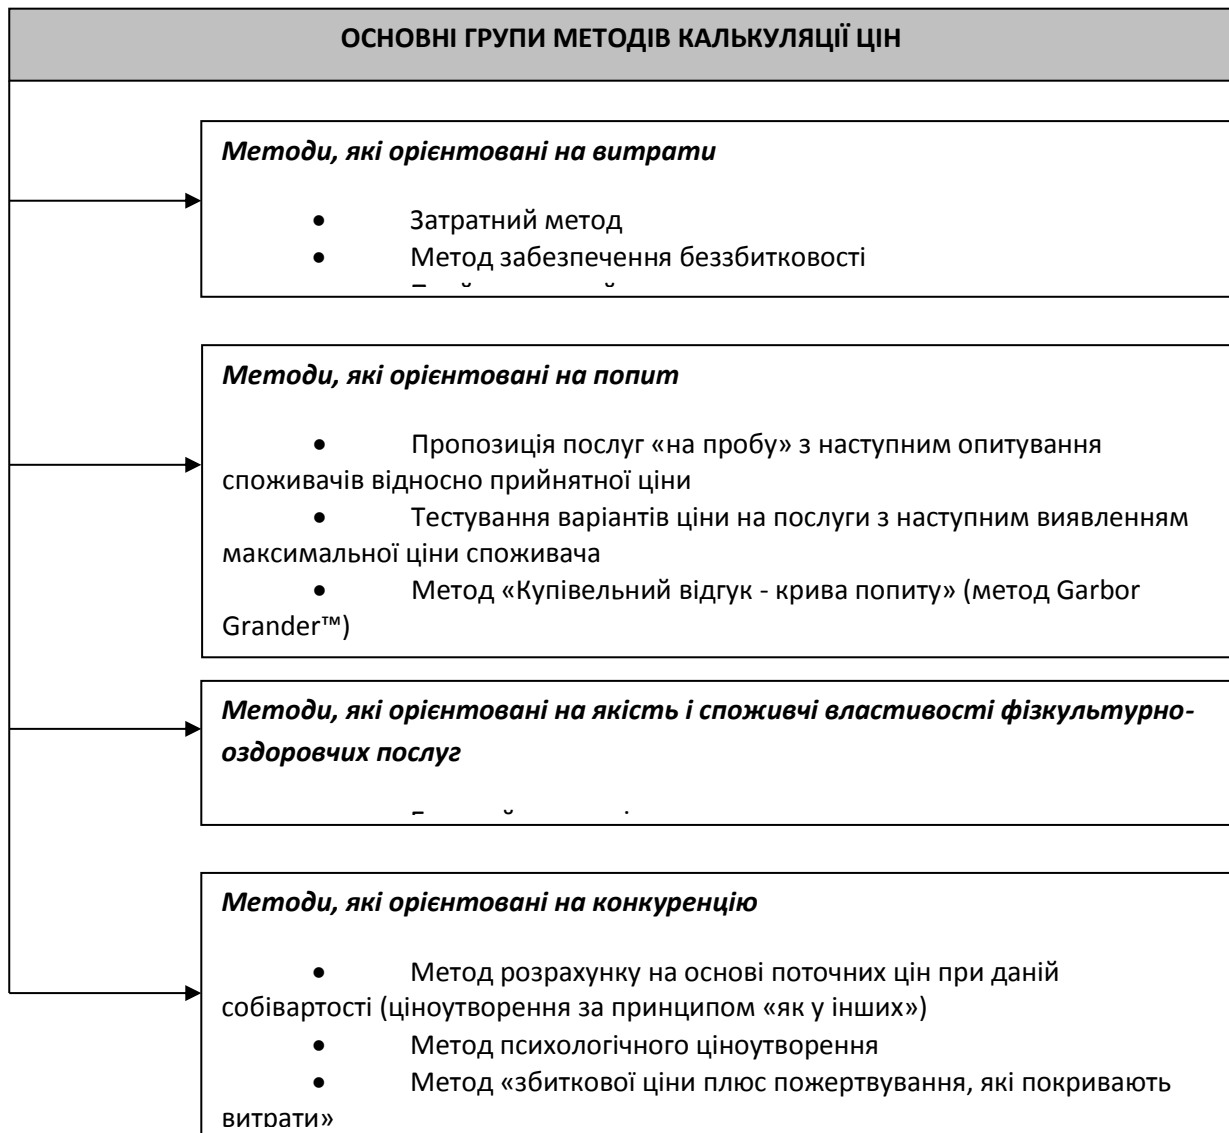 ОСНОВНІ ГРУПИ МЕТОДІВ КАЛЬКУЛЯЦІЇ ЦІН
Методи, які орієнтовані на витрати
• Затратний метод
• Метод забезпечення беззбитковості
Методи, які орієнтовані на попит
• Пропозиція послуг «на пробу» з наступним опитування
споживачів відносно прийнятної ціни
• Тестування варіантів ціни на послуги з наступним виявленням
максимальної ціни споживача
• Метод «Купівельний відгук - крива попиту» (метод Garbor
Grander™)
Методи, які орієнтовані на якість і споживчі властивості фізкультурно-
оздоровчих послуг
Методи, які орієнтовані на конкуренцію
• Метод розрахунку на основі поточних цін при даній
собівартості (ціноутворення за принципом «як у інших»)
• Метод психологічного ціноутворення
• Метод «збиткової ціни плюс пожертвування, які покривають
витрати»